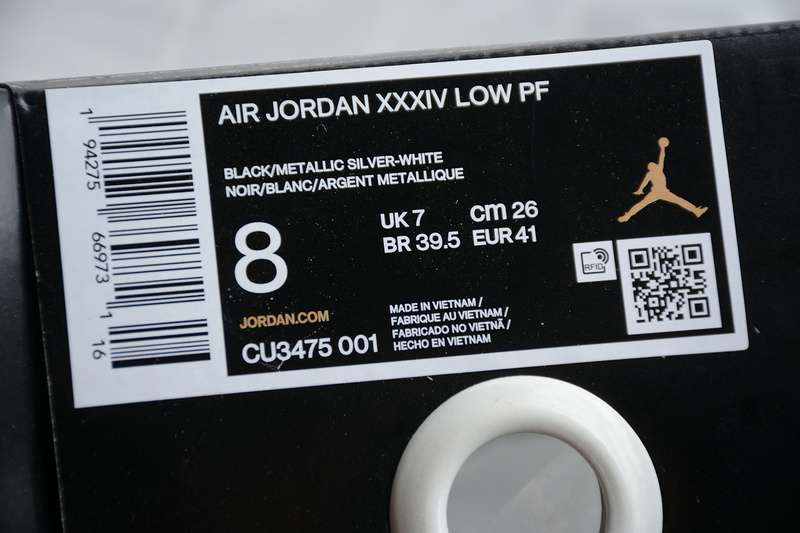 AIR JORDAN XXXIV LOW PF
BLACK/METALLIC SILVER-WHITE
NOIR/BLANC/ARGENT METALLIQUE
8
UK 7
cm 26
BR 39.5
EUR 41
RFID
JORDAN.COM
CU3475 001
MADE IN VIETNAM /
FABRIQUE AU VIETNAM /
FABRICADO NO VIETNÃ /
HECHO EN VIETNAM
1 94275 66973 1 16